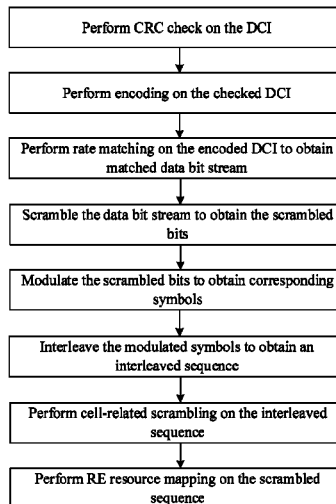 Perform CRC check on the DCI
Perform encoding on the checked DCI
Perform rate matching on the encoded DCI to obtain
matched data bit stream
Scramble the data bit stream to obtain the scrambled
bits
Modulate the scrambled bits to obtain corresponding
symbols
Interleave the modulated symbols to obtain an
interleaved sequence
Perform cell-related scrambling on the interleaved
sequence
Perform RE resource mapping on the scrambled
sequence